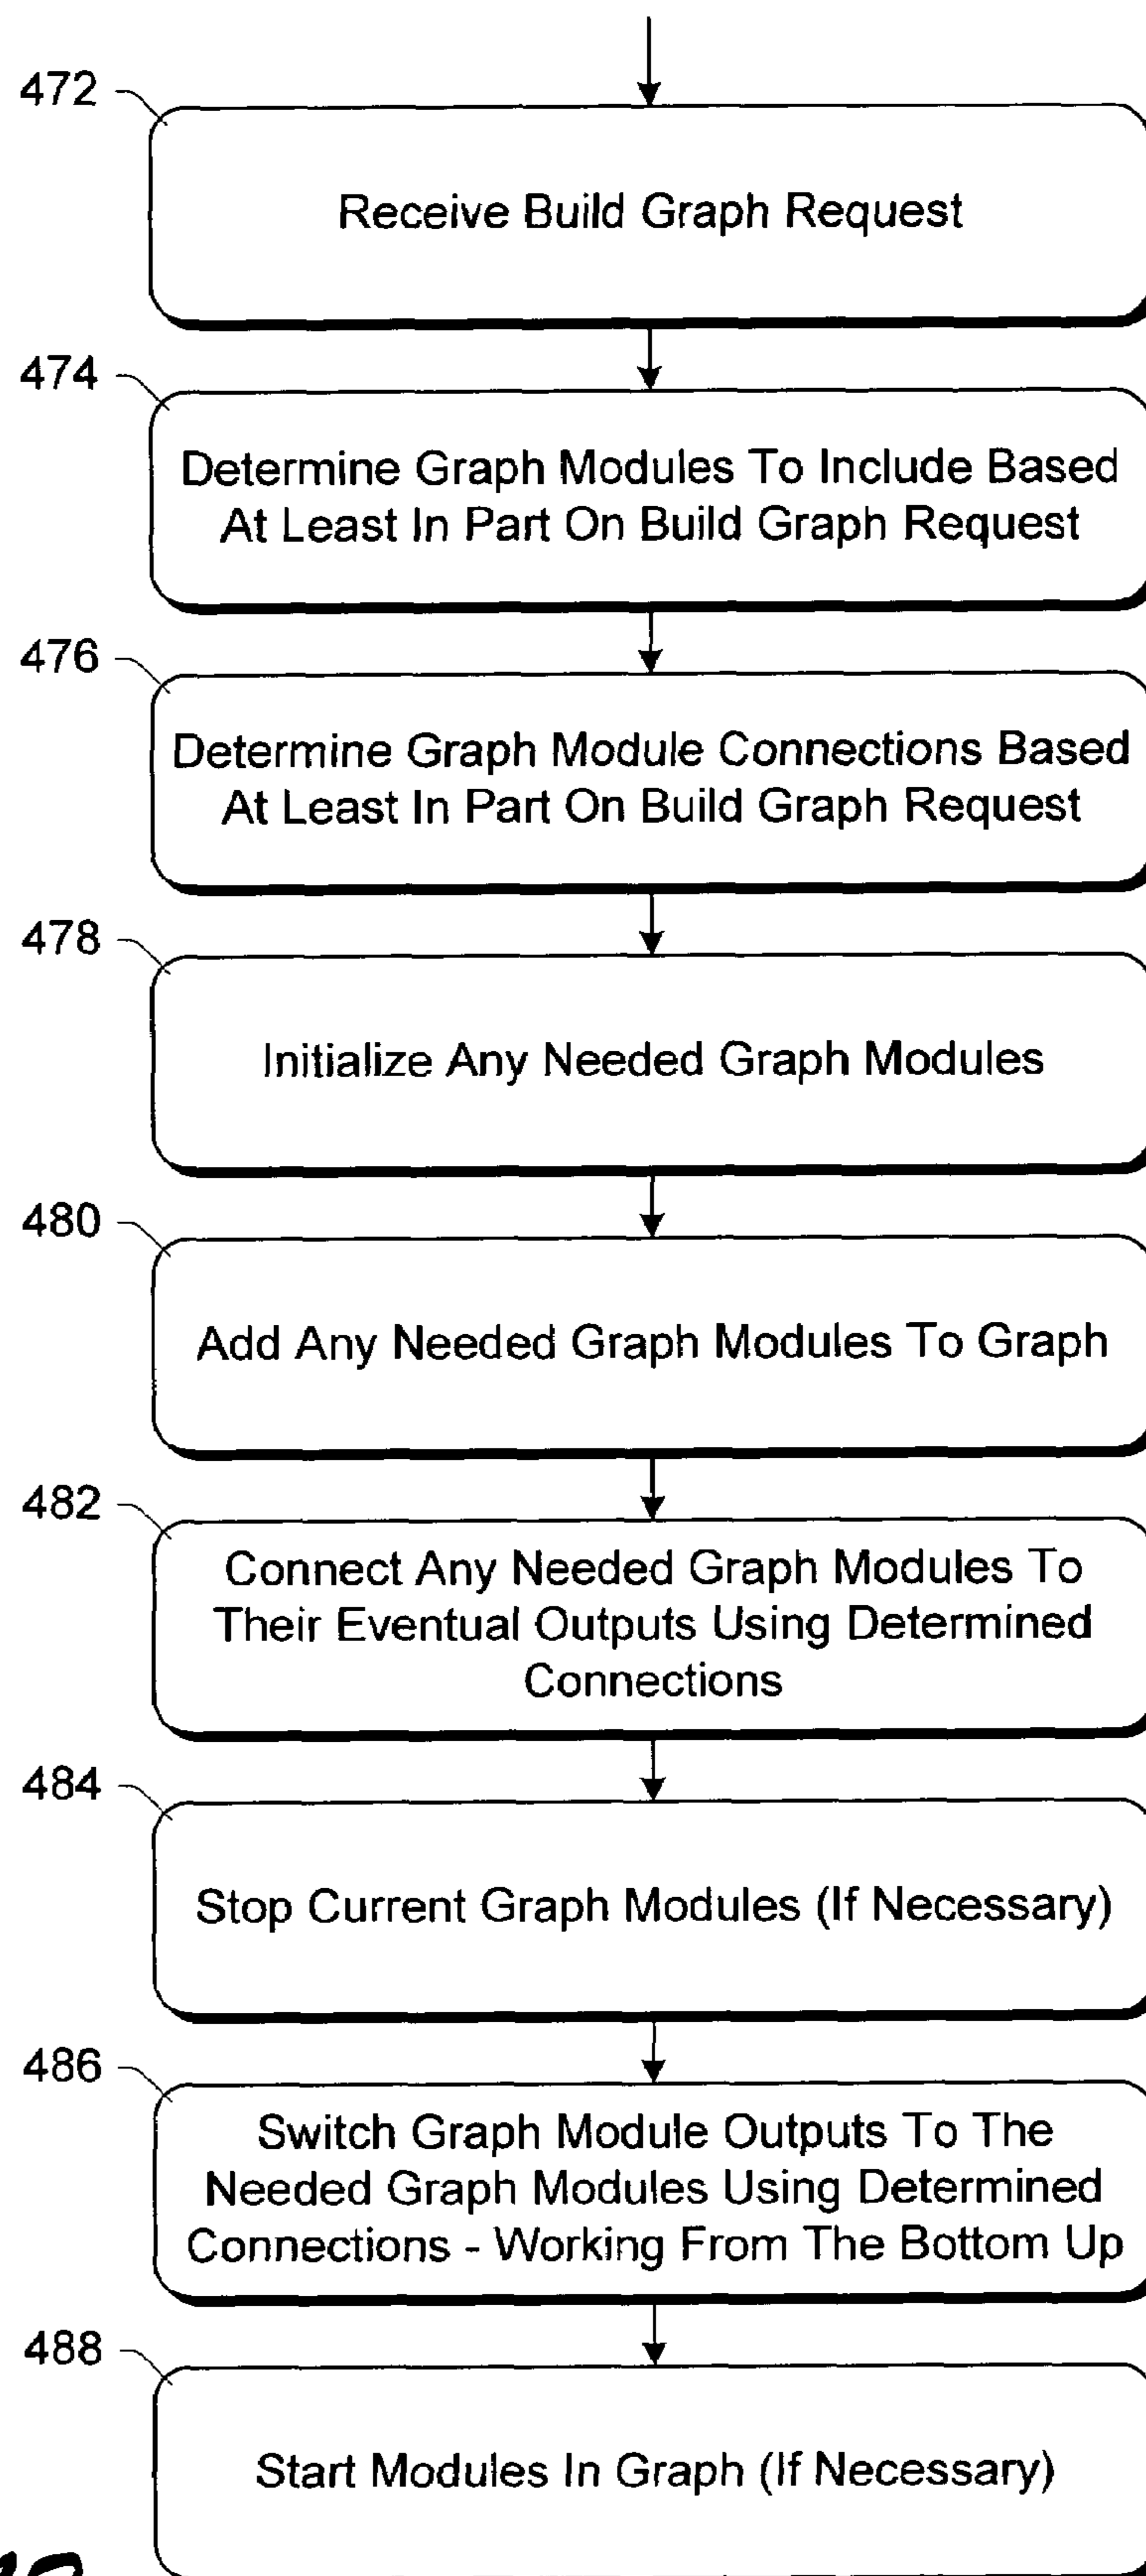 472
Receive Build Graph Request
474
Determine Graph Modules To Include Based
At Least In Part On Build Graph Request
476
Determine Graph Module Connections Based
At Least In Part On Build Graph Request
478
Initialize Any Needed Graph Modules
480
Add Any Needed Graph Modules To Graph
482
Connect Any Needed Graph Modules To
Their Eventual Outputs Using Determined
Connections
484
Stop Current Graph Modules (If Necessary)
486
Switch Graph Module Outputs To The
Needed Graph Modules Using Determined
Connections - Working From The Bottom Up
488
Start Modules In Graph (If Necessary)